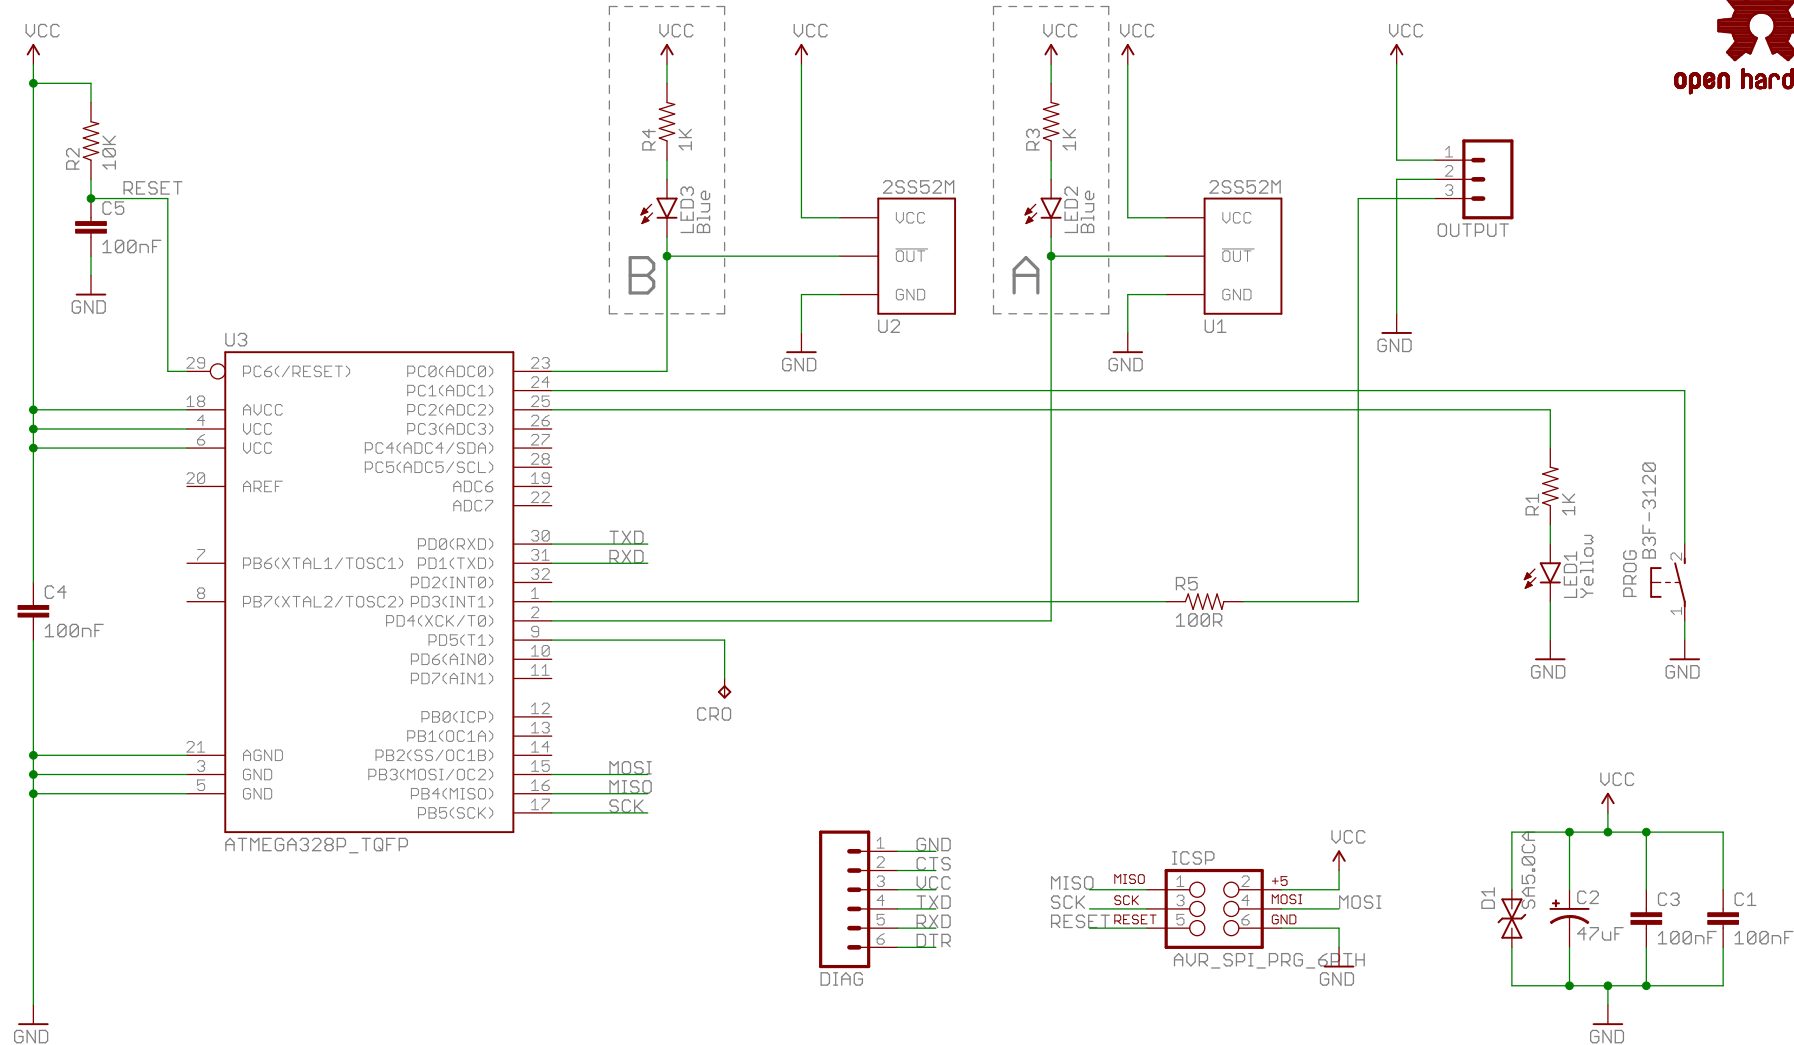 VCC
VCC
VCC
VCC
VCC
VCC
open hard
R2
10K
RESET
C5
100nF
GND
R4
1K
LED3
Blue
B
2SS52M
VCC
OUT
GND
U2
GND
R3
1K
LED2
Blue
A
2SS52M
VCC
OUT
GND
U1
GND
1
2
3
OUTPUT
GND
U3
29 PC6(/RESET) PC0(ADC0) 23
PC1(ADC1) 24
18 AVCC PC2(ADC2) 25
4 VCC PC3(ADC3) 26
6 VCC PC4(ADC4/SDA) 27
PC5(ADC5/SCL) 28
20 AREF ADC6 19
ADC7 22
PD0(RXD) 30 TXD
7 PB6(XTAL1/TOSC1) PD1(TXD) 31 RXD
PD2(INT0) 32
8 PB7(XTAL2/TOSC2) PD3(INT1) 1
PD4(XCK/T0) 2
PD5(T1) 9
PD6(AIN0) 10
PD7(AIN1) 11
PB0(ICP) 12
PB1(OC1A) 13
21 AGND PB2(SS/OC1B) 14
3 GND PB3(MOSI/OC2) 15 MOSI
5 GND PB4(MISO) 16 MISO
PB5(SCK) 17 SCK
ATMEGA328P_TQFP
C4
100nF
GND
CRO
R5
100R
R1
1K
LED1
Yellow
GND
PROG
B3F-3120
2
1
GND
1 GND
2 CTS
3 VCC
4 TXD
5 RXD
6 DTR
DIAG
ICSP
VCC
MISO MISO 1 2 +5
SCK SCK 3 4 MOSI MOSI
RESET RESET 5 6 GND
AVR_SPI_PRG_6PTH
GND
VCC
D1
SA5.0CA
+
C2
47uF
C3
100nF
C1
100nF
GND